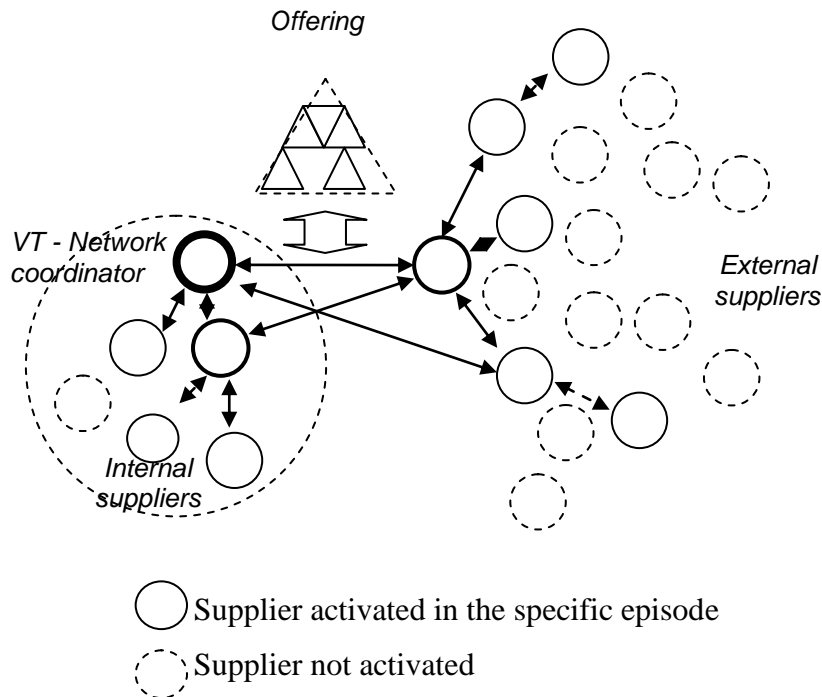 Offering
VT - Network
coordinator
External
suppliers
Internal
suppliers
Supplier activated in the specific episode
Supplier not activated